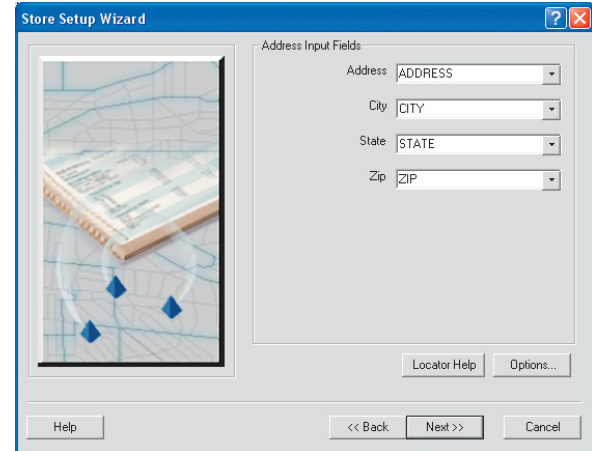 Store Setup Wizard
Address Input Fields
Address ADDRESS
City CITY
State STATE
Zip ZIP
Locator Help Options...
Help << Back Next >> Cancel